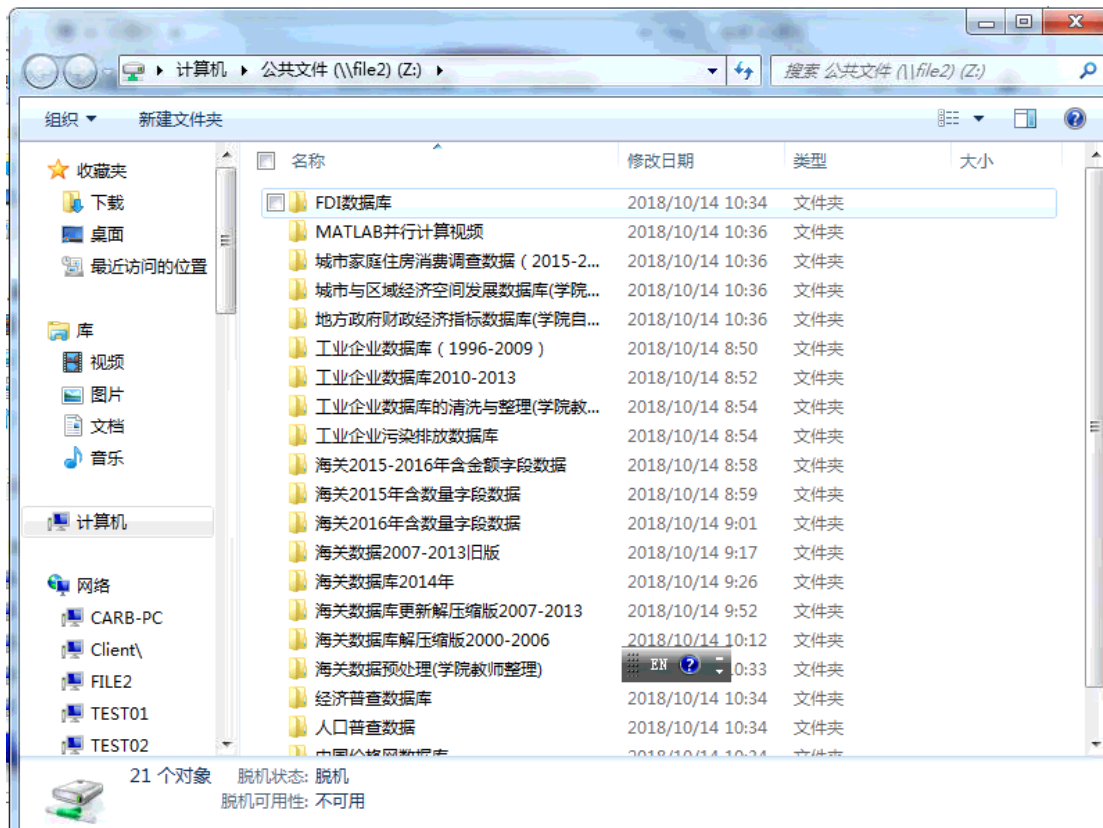 计算机 ▸ 公共文件 (\\file2) (Z:) ▸
搜索 公共文件 (\\file2) (Z:)
组织 新建文件夹
收藏夹
下载
桌面
最近访问的位置
库
视频
图片
文档
音乐
计算机
网络
CARB-PC
Client\
FILE2
TEST01
TEST02
名称 修改日期 类型 大小
FDI数据库 2018/10/14 10:34 文件夹
MATLAB并行计算视频 2018/10/14 10:36 文件夹
城市家庭住房消费调查数据(2015-2... 2018/10/14 10:36 文件夹
城市与区域经济空间发展数据库(学院... 2018/10/14 10:36 文件夹
地方政府财政经济指标数据库(学院自... 2018/10/14 10:36 文件夹
工业企业数据库(1996-2009) 2018/10/14 8:50 文件夹
工业企业数据库2010-2013 2018/10/14 8:52 文件夹
工业企业数据库的清洗与整理(学院教... 2018/10/14 8:54 文件夹
工业企业污染排放数据库 2018/10/14 8:54 文件夹
海关2015-2016年含金额字段数据 2018/10/14 8:58 文件夹
海关2015年含数量字段数据 2018/10/14 8:59 文件夹
海关2016年含数量字段数据 2018/10/14 9:01 文件夹
海关数据2007-2013旧版 2018/10/14 9:17 文件夹
海关数据库2014年 2018/10/14 9:26 文件夹
海关数据库更新解压缩版2007-2013 2018/10/14 9:52 文件夹
海关数据库解压缩版2000-2006 2018/10/14 10:12 文件夹
海关数据预处理(学院教师整理) EN 0:33 文件夹
经济普查数据库 2018/10/14 10:34 文件夹
人口普查数据 2018/10/14 10:34 文件夹
中国价格网数据库 2018/10/14 10:34 文件夹
21 个对象 脱机状态: 脱机
脱机可用性: 不可用